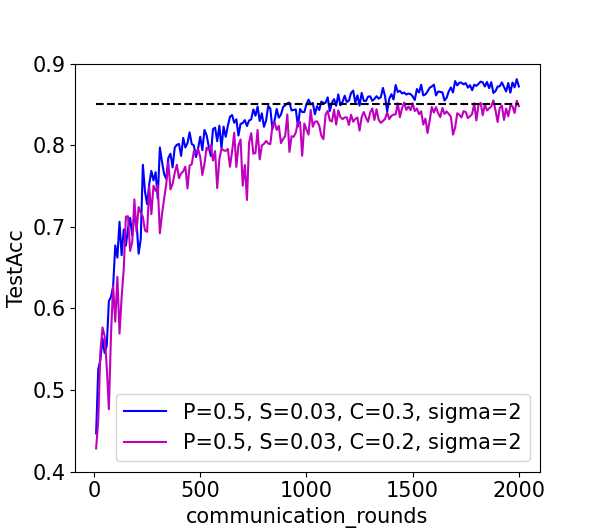 0.9
0.8
0.7
0.6
0.5
0.4
TestAcc
P=0.5, S=0.03, C=0.3, sigma=2
P=0.5, S=0.03, C=0.2, sigma=2
0 500 1000 1500 2000
communication_rounds